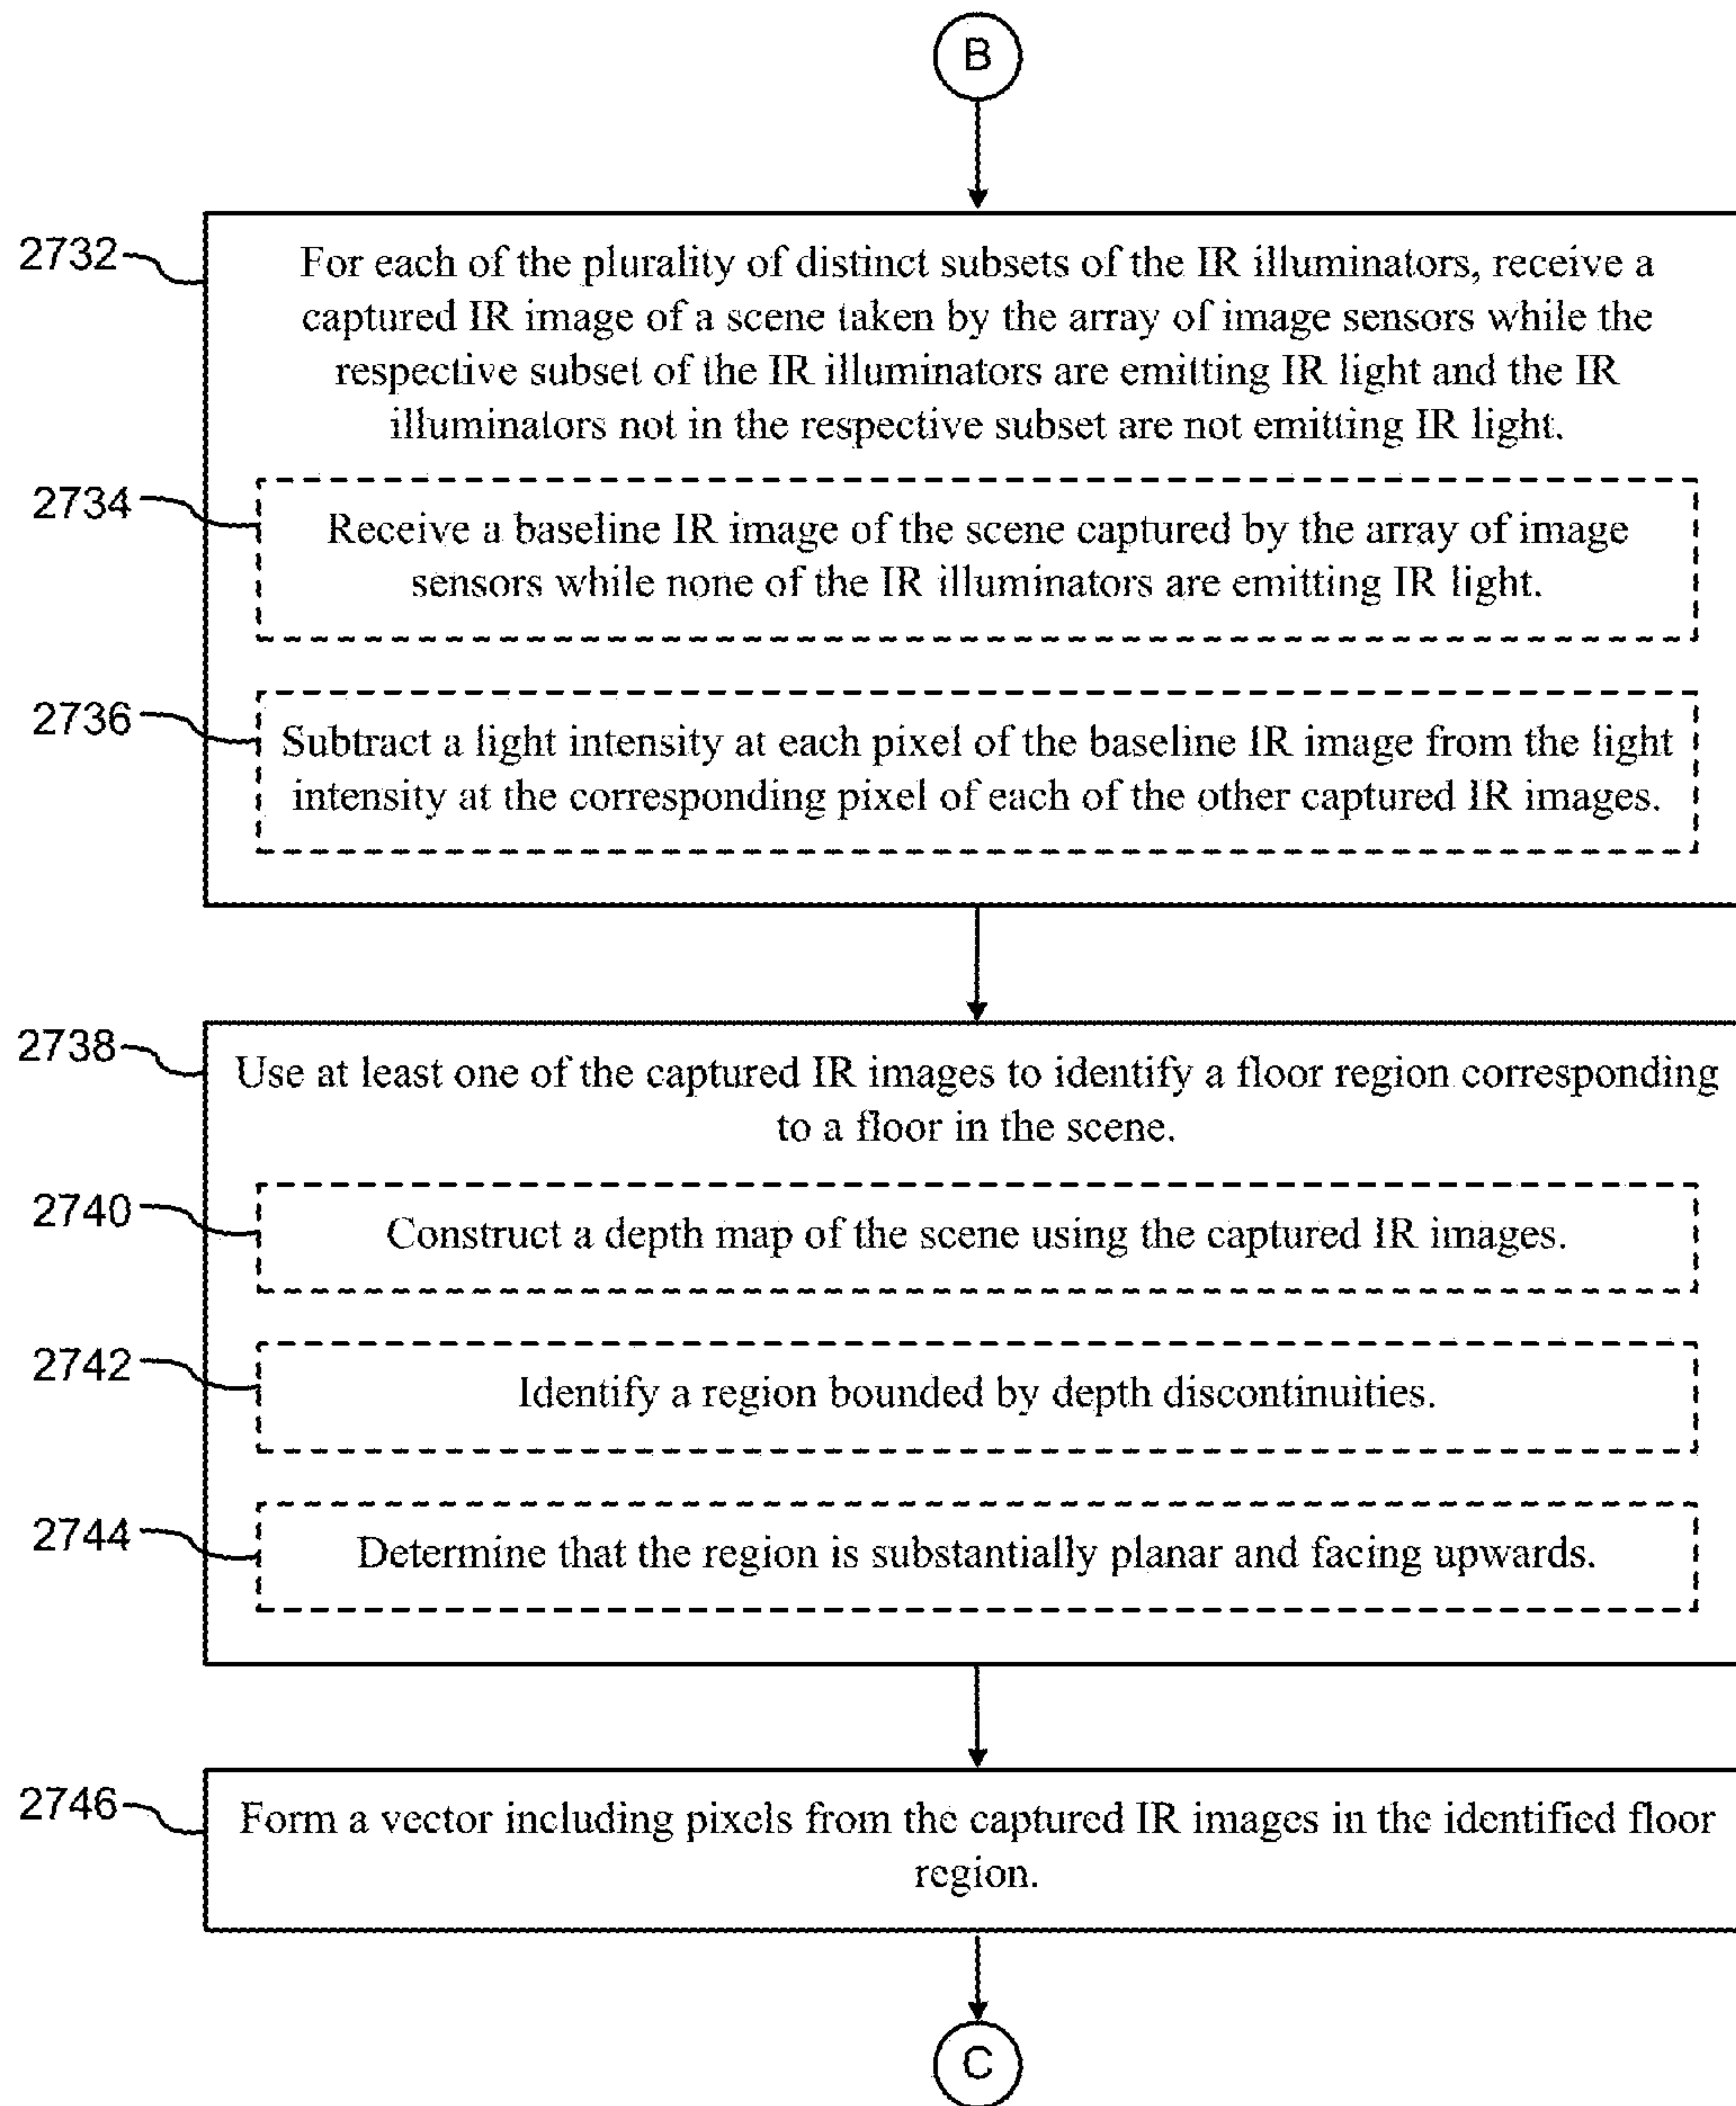 B
2732
For each of the plurality of distinct subsets of the IR illuminators, receive a
captured IR image of a scene taken by the array of image sensors while the
respective subset of the IR illuminators are emitting IR light and the IR
illuminators not in the respective subset are not emitting IR light.
2734
Receive a baseline IR image of the scene captured by the array of image
sensors while none of the IR illuminators are emitting IR light.
2736
Subtract a light intensity at each pixel of the baseline IR image from the light
intensity at the corresponding pixel of each of the other captured IR images.
2738
Use at least one of the captured IR images to identify a floor region corresponding
to a floor in the scene.
2740
Construct a depth map of the scene using the captured IR images.
2742
Identify a region bounded by depth discontinuities.
2744
Determine that the region is substantially planar and facing upwards.
2746
Form a vector including pixels from the captured IR images in the identified floor
region.
C